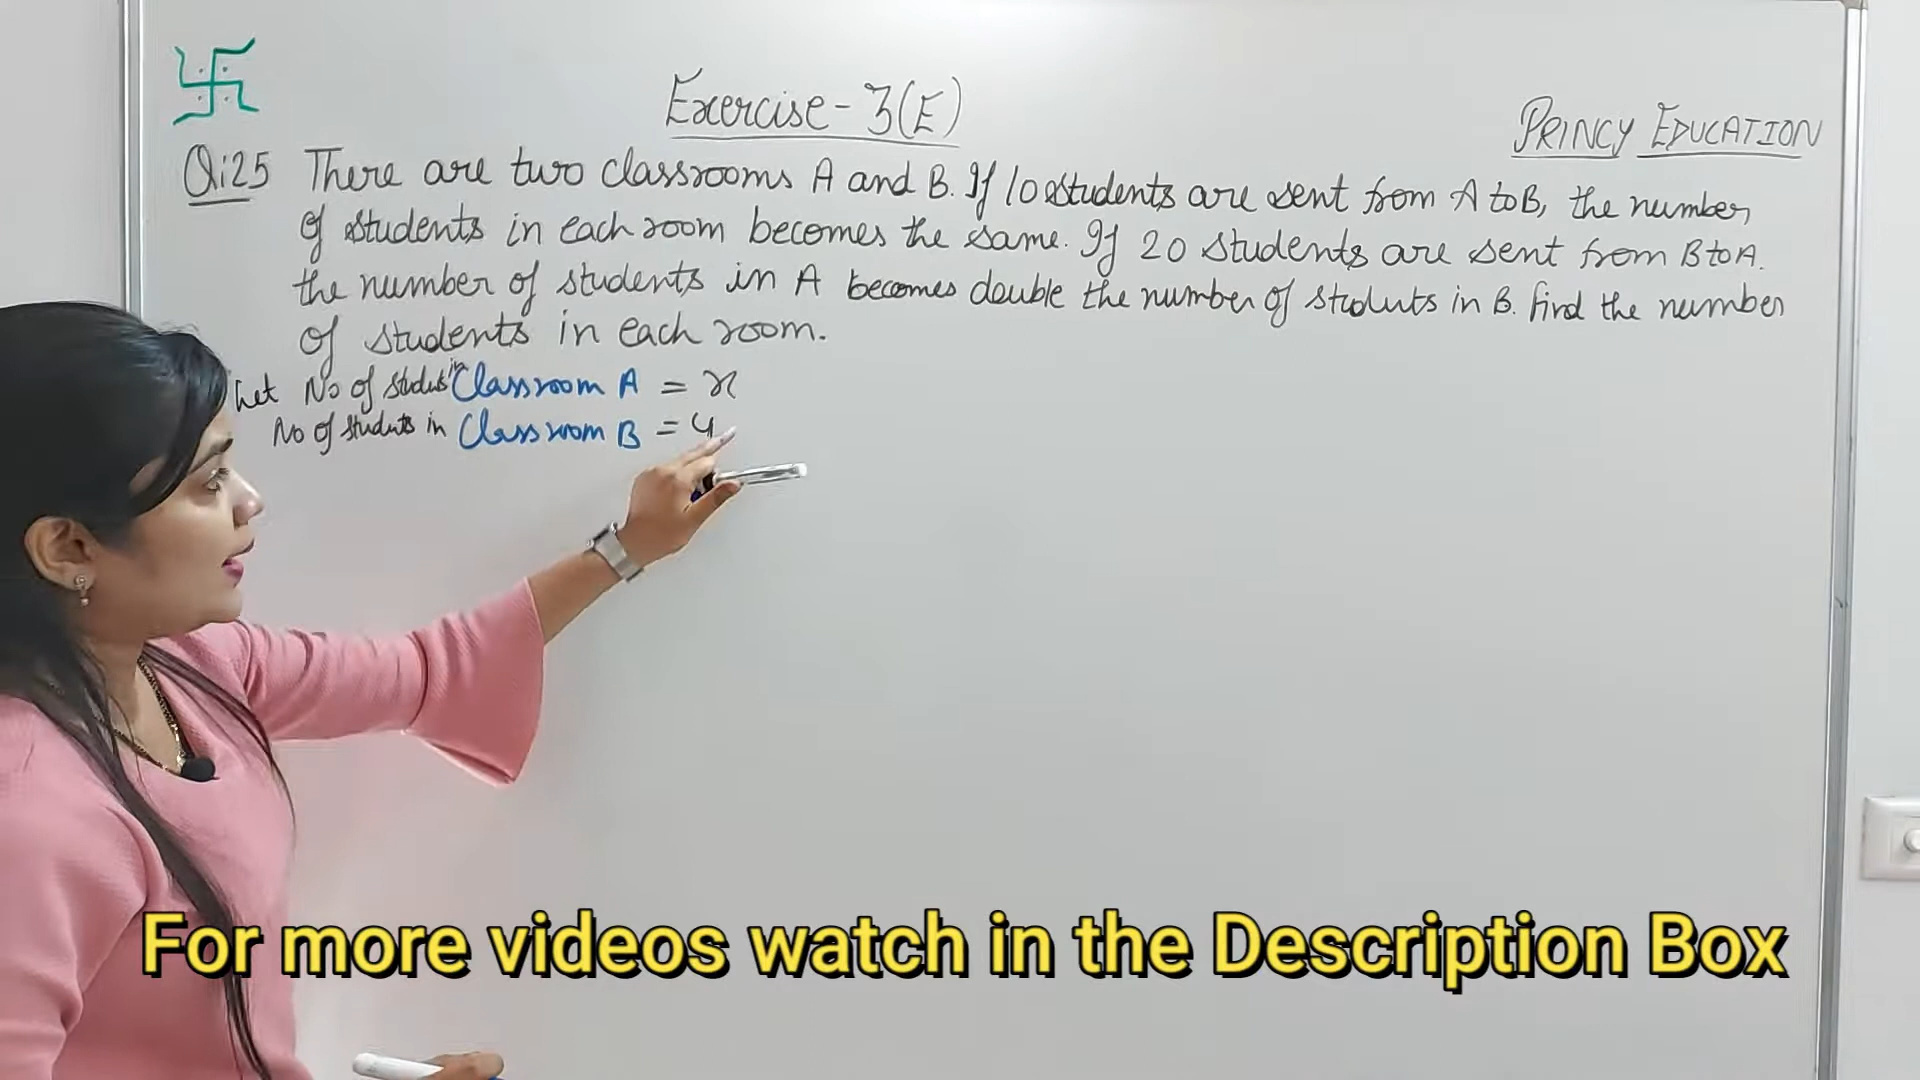 Exercise - 3(E)
PRINCY EDUCATION
Q:25 There are two classrooms A and B. If 10 students are sent from A to B, the number
of students in each room becomes the same. If 20 students are sent from B to A.
the number of students in A becomes double the number of studuts in B. find the number
of students in each room.
Let No of studuts in Classroom A = x
No of students in Classroom B = y
For more videos watch in the Description Box